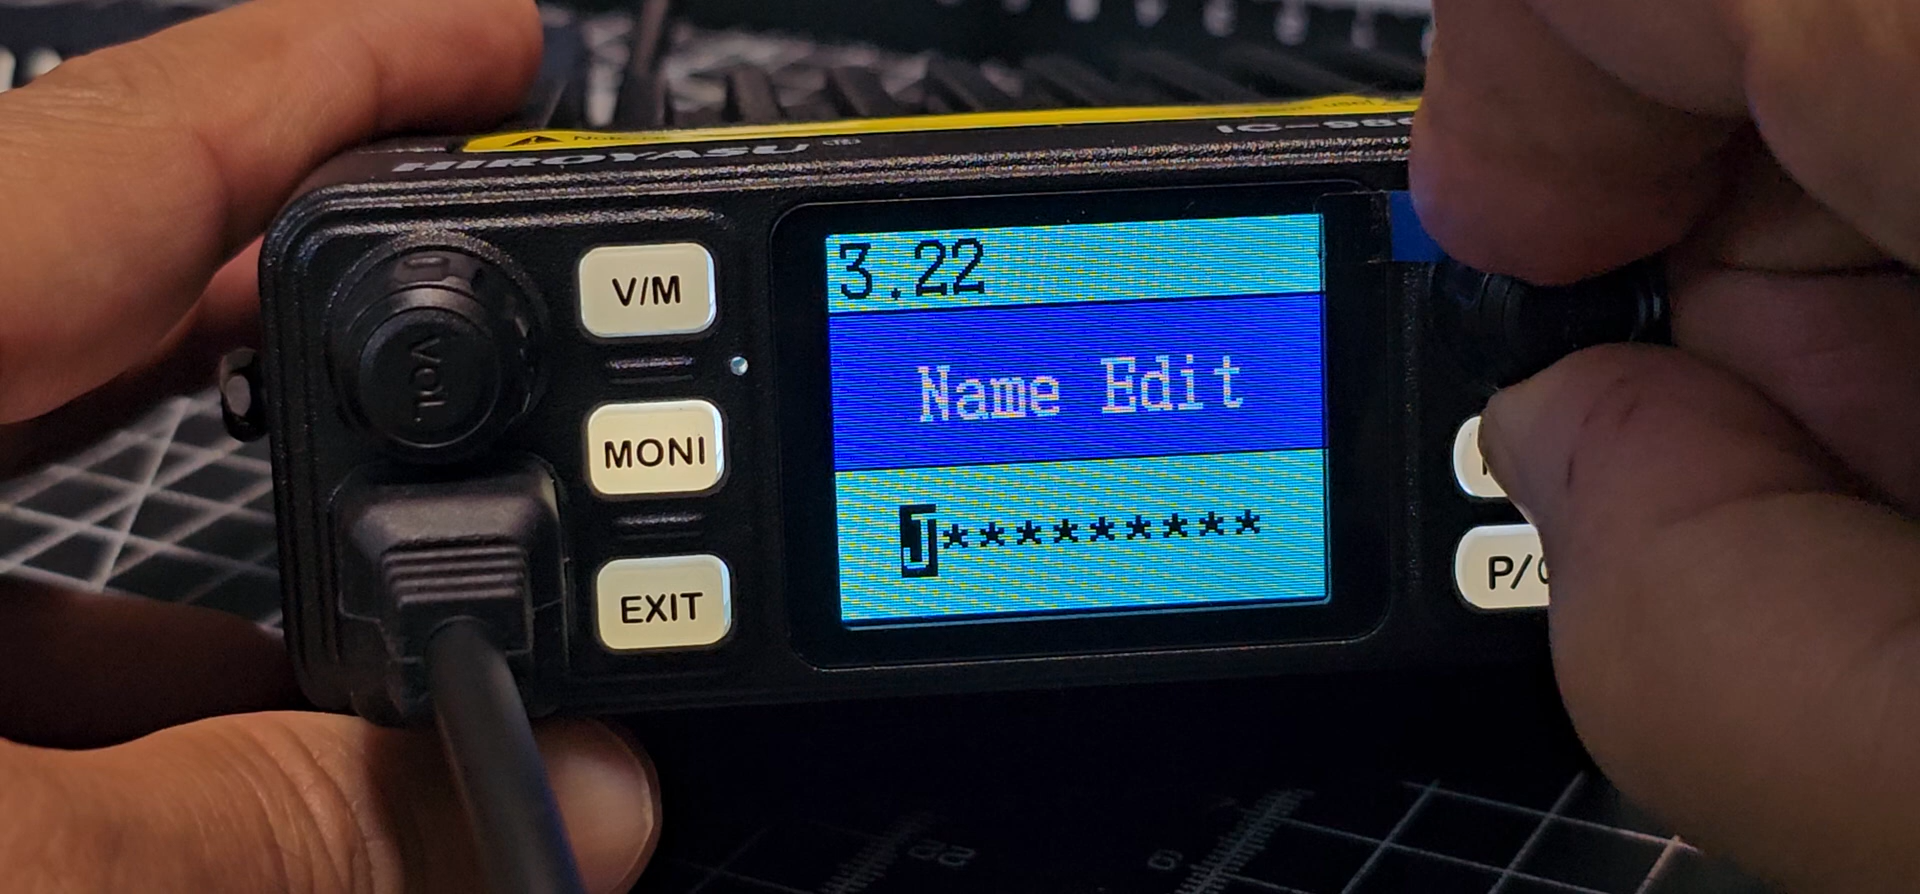 HIROYASU
V/M
MONI
EXIT
VOL
3.22
Name Edit
J*********